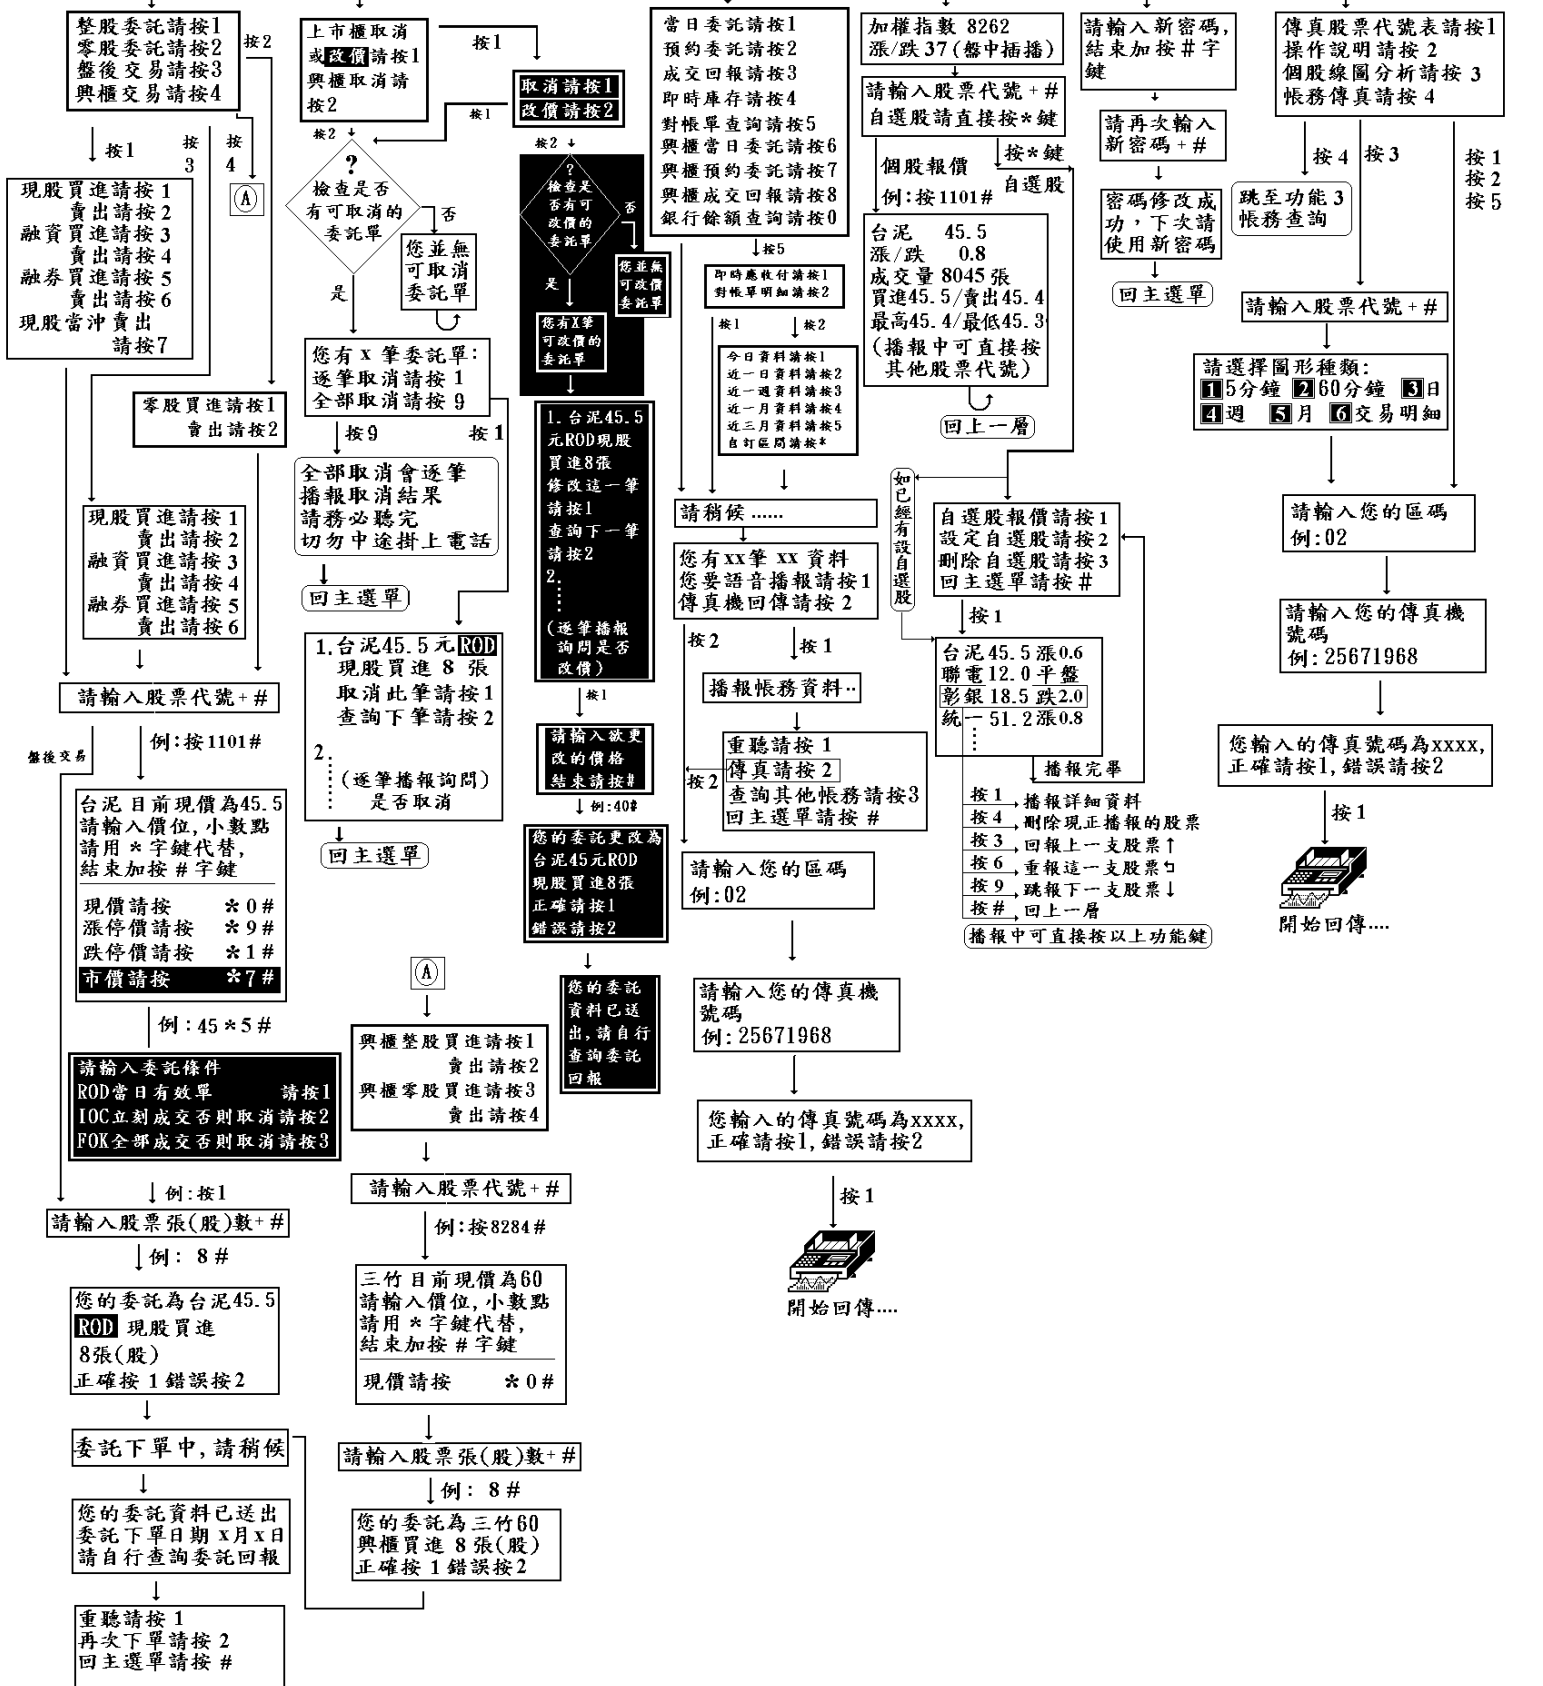 整股委託請按1
零股委託請按2
盤後交易請按3
興櫃交易請按4
按2
按1
按3
按4
A
現股買進請按1
賣出請按2
融資買進請按3
賣出請按4
融券買進請按5
賣出請按6
現股當沖賣出
請按7
零股買進請按1
賣出請按2
現股買進請按1
賣出請按2
融資買進請按3
賣出請按4
融券買進請按5
賣出請按6
請輸入股票代號+#
盤後交易
例:按1101#
台泥目前現價為45.5
請輸入價位,小數點
請用*字鍵代替,
結束加按#字鍵
現價請按 *0#
漲停價請按 *9#
跌停價請按 *1#
市價請按 *7#
例:45*5#
請輸入委託條件
ROD當日有效單 請按1
IOC立刻成交否則取消請按2
FOK全部成交否則取消請按3
例:按1
請輸入股票張(股)數+#
例: 8#
您的委託為台泥45.5
ROD 現股買進
8張(股)
正確按1錯誤按2
委託下單中,請稍候
您的委託資料已送出
委託下單日期x月x日
請自行查詢委託回報
重聽請按1
再次下單請按2
回主選單請按#
上市櫃取消
或改價請按1
興櫃取消請
按2
按1
取消請按1
改價請按2
按1
按2
?
檢查是否
有可取消的
委託單
否
您並無
可取消
委託單
是
您有x筆委託單:
逐筆取消請按1
全部取消請按9
按9
按1
全部取消會逐筆
播報取消結果
請務必聽完
切勿中途掛上電話
回主選單
1.台泥45.5元ROD
現股買進 8 張
取消此筆請按1
查詢下筆請按2
2.
(逐筆播報詢問)
是否取消
回主選單
A
興櫃整股買進請按1
賣出請按2
興櫃零股買進請按3
賣出請按4
請輸入股票代號+#
例:按8284#
三竹目前現價為60
請輸入價位,小數點
請用*字鍵代替,
結束加按#字鍵
現價請按 *0#
請輸入股票張(股)數+#
例: 8#
您的委託為三竹60
興櫃買進 8張(股)
正確按1錯誤按2
按2
?
檢查是
否有可
改價的
委託單
否
您並無
可改價
委託單
是
您有X筆
可改價的
委託單
1.台泥45.5
元ROD現股
買進8張
修改這一筆
請按1
查詢下一筆
請按2
2.
(逐筆播報
詢問是否
改價)
按1
請輸入欲更
改的價格
結束請按#
例:40#
您的委託更改為
台泥45元ROD
現股買進8張
正確請按1
錯誤請按2
您的委託
資料已送
出,請自行
查詢委託
回報
當日委託請按1
預約委託請按2
成交回報請按3
即時庫存請按4
對帳單查詢請按5
興櫃當日委託請按6
興櫃預約委託請按7
興櫃成交回報請按8
銀行餘額查詢請按0
按5
即時應收付請按1
對帳單明細請按2
按1
按2
今日資料請按1
近一日資料請按2
近一週資料請按3
近一月資料請按4
近三月資料請按5
自訂區間請按*
請稍候......
您有xx筆 xx 資料
您要語音播報請按1
傳真機回傳請按2
按2
按1
播報帳務資料..
重聽請按1
傳真請按2
查詢其他帳務請按3
回主選單請按#
按2
請輸入您的區碼
例:02
請輸入您的傳真機
號碼
例:25671968
您輸入的傳真號碼為xxxx,
正確請按1,錯誤請按2
按1
開始回傳....
加權指數 8262
漲/跌37(盤中插播)
請輸入股票代號+#
自選股請直接按*鍵
個股報價
例:按1101#
按*鍵
自選股
台泥 45.5
漲/跌 0.8
成交量8045張
買進45.5/賣出45.4
最高45.4/最低45.3
(播報中可直接按
其他股票代號)
回上一層
如已經有設自選股
自選股報價請按1
設定自選股請按2
刪除自選股請按3
回主選單請按#
按1
台泥45.5漲0.6
聯電12.0平盤
彰銀18.5跌2.0
統一51.2漲0.8
播報完畢
按1 播報詳細資料
按4 刪除現正播報的股票
按3 回報上一支股票↑
按6 重報這一支股票↰
按9 跳報下一支股票↓
按# 回上一層
播報中可直接按以上功能鍵
請輸入新密碼,
結束加按#字
鍵
請再次輸入
新密碼+#
密碼修改成
功,下次請
使用新密碼
回主選單
傳真股票代號表請按1
操作說明請按2
個股線圖分析請按3
帳務傳真請按4
按4
按3
按1
按2
按5
跳至功能3
帳務查詢
請輸入股票代號+#
請選擇圖形種類:
1 5分鐘 2 60分鐘 3 日
4 週 5 月 6 交易明細
請輸入您的區碼
例:02
請輸入您的傳真機
號碼
例:25671968
您輸入的傳真號碼為xxxx,
正確請按1,錯誤請按2
按1
開始回傳....